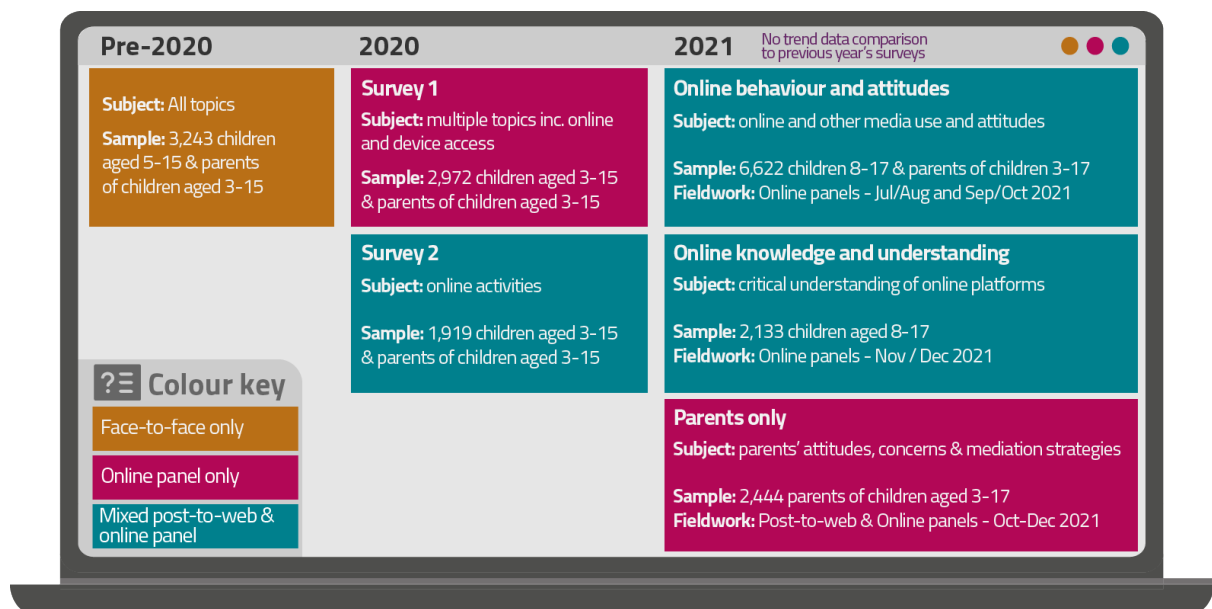 Pre-2020
Subject: All topics
Sample: 3,243 children
aged 5-15 & parents
of children aged 3-15
2020
Survey 1
Subject: multiple topics inc. online
and device access
Sample: 2,972 children aged 3-15
& parents of children aged 3-15
Survey 2
Subject: online activities
Sample: 1,919 children aged 3-15
& parents of children aged 3-15
2021
No trend data comparison
to previous year's surveys
Online behaviour and attitudes
Subject: online and other media use and attitudes
Sample: 6,622 children 8-17 & parents of children 3-17
Fieldwork: Online panels - Jul/Aug and Sep/Oct 2021
Online knowledge and understanding
Subject: critical understanding of online platforms
Sample: 2,133 children aged 8-17
Fieldwork: Online panels - Nov / Dec 2021
Parents only
Subject: parents' attitudes, concerns & mediation strategies
Sample: 2,444 parents of children aged 3-17
Fieldwork: Post-to-web & Online panels - Oct-Dec 2021
? Colour key
Face-to-face only
Online panel only
Mixed post-to-web &
online panel